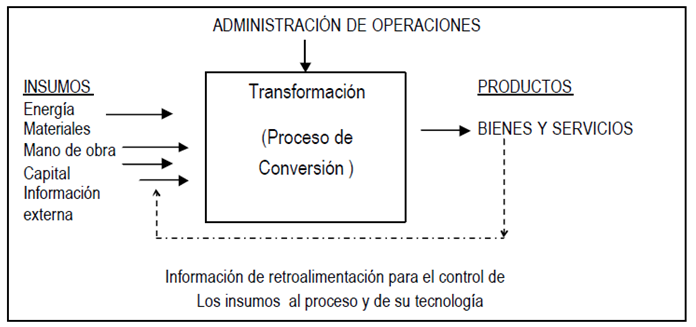 ADMINISTRACIÓN DE OPERACIONES
INSUMOS
Energía
Materiales
Mano de obra
Capital
Información
externa
Transformación
(Proceso de
Conversión )
PRODUCTOS
BIENES Y SERVICIOS
Información de retroalimentación para el control de
Los insumos al proceso y de su tecnología